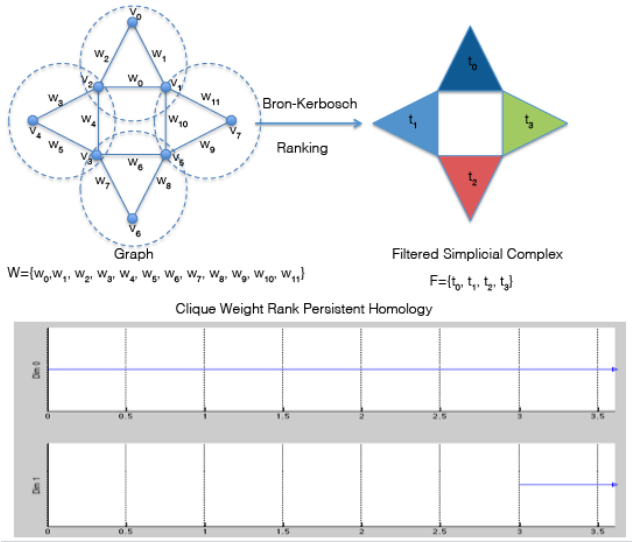 V0
W2
W1
V2
W0
V1
W3
W11
Bron-Kerbosch
V4
W4
W10
V7
W5
W9
Ranking
V3
W6
V5
W7
W8
V6
t0
t1
t3
t2
Graph
Filtered Simplicial Complex
W={w0,w1, w2, w3, w4, w5, w6, w7, w8, w9, w10, w11}
F={t0, t1, t2, t3}
Clique Weight Rank Persistent Homology
Dim 0
0 0.5 1 1.5 2 2.5 3 3.5
Dim 1
0 0.5 1 1.5 2 2.5 3 3.5